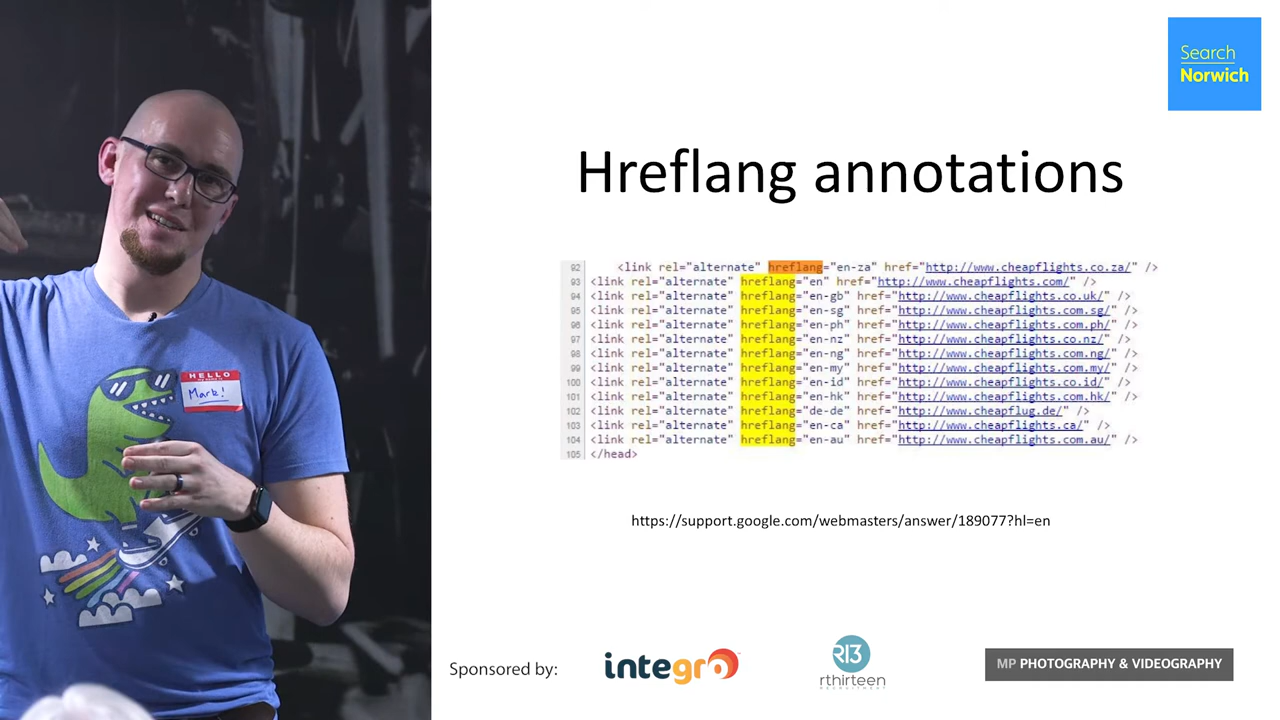 Search
Norwich
Hreflang annotations
92 <link rel="alternate" hreflang="en-za" href="http://www.cheapflights.co.za/" />
93 <link rel="alternate" hreflang="en" href="http://www.cheapflights.com/" />
94 <link rel="alternate" hreflang="en-gb" href="http://www.cheapflights.co.uk/" />
95 <link rel="alternate" hreflang="en-sg" href="http://www.cheapflights.com.sg/" />
96 <link rel="alternate" hreflang="en-ph" href="http://www.cheapflights.com.ph/" />
97 <link rel="alternate" hreflang="en-nz" href="http://www.cheapflights.co.nz/" />
98 <link rel="alternate" hreflang="en-ng" href="http://www.cheapflights.com.ng/" />
99 <link rel="alternate" hreflang="en-my" href="http://www.cheapflights.com.my/" />
100 <link rel="alternate" hreflang="en-id" href="http://www.cheapflights.co.id/" />
101 <link rel="alternate" hreflang="en-hk" href="http://www.cheapflights.com.hk/" />
102 <link rel="alternate" hreflang="de-de" href="http://www.cheapflug.de/" />
103 <link rel="alternate" hreflang="en-ca" href="http://www.cheapflights.ca/" />
104 <link rel="alternate" hreflang="en-au" href="http://www.cheapflights.com.au/" />
105 </head>
HELLO
my name is
Mark!
https://support.google.com/webmasters/answer/189077?hl=en
Sponsored by:
integro
R13
rthirteen
RECRUITMENT
MP PHOTOGRAPHY & VIDEOGRAPHY